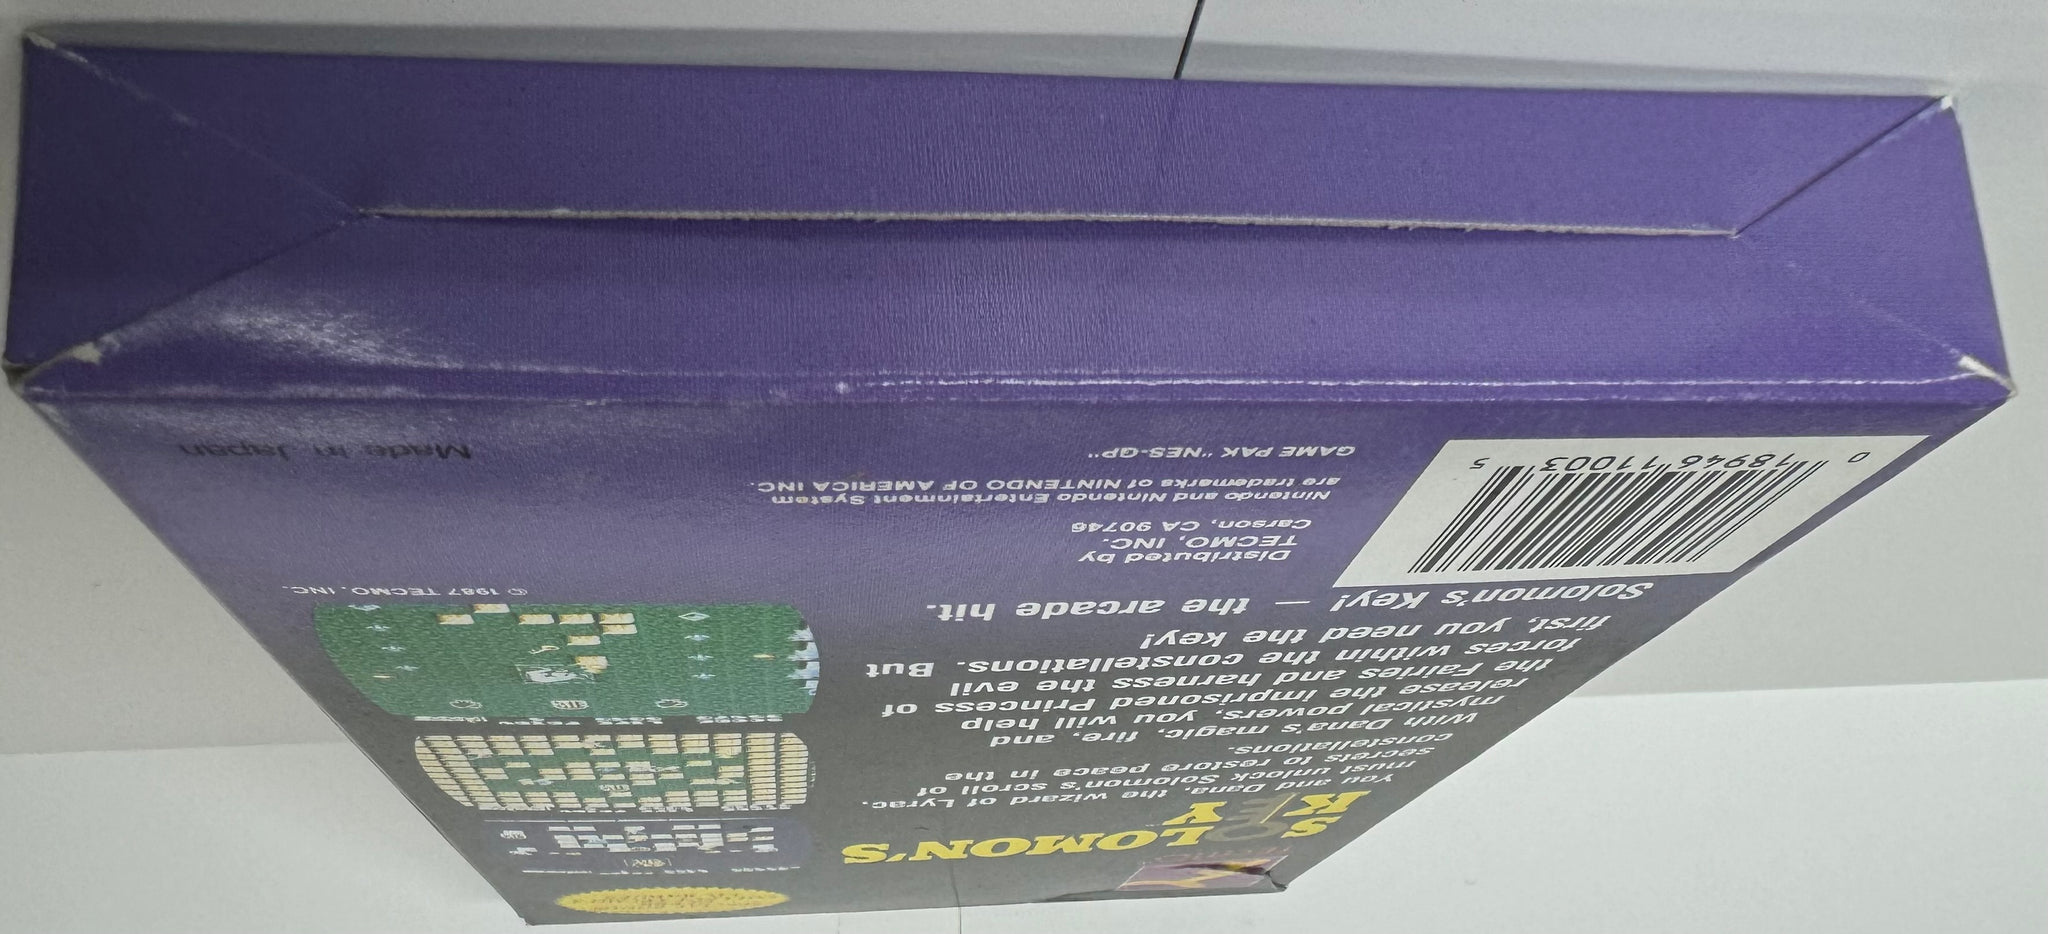 SOLOMON'S
KEY
You and Dana, the wizard of Lyrac,
must unlock Solomon's scroll of
secrets to restore peace in the
constellations.
With Dana's magic, fire, and
mystical powers, you will help
release the imprisoned Princess of
the Fairies and harness the evil
forces within the constellations. But
first, you need the key!
Solomon's Key! — the arcade hit.
© 1987 TECMO, INC.
Distributed by
TECMO, INC.
Carson, CA 90746
Nintendo and Nintendo Entertainment System
are trademarks of NINTENDO OF AMERICA INC.
GAME PAK "NES-GP"
0 18946 11003 5
Made in Japan